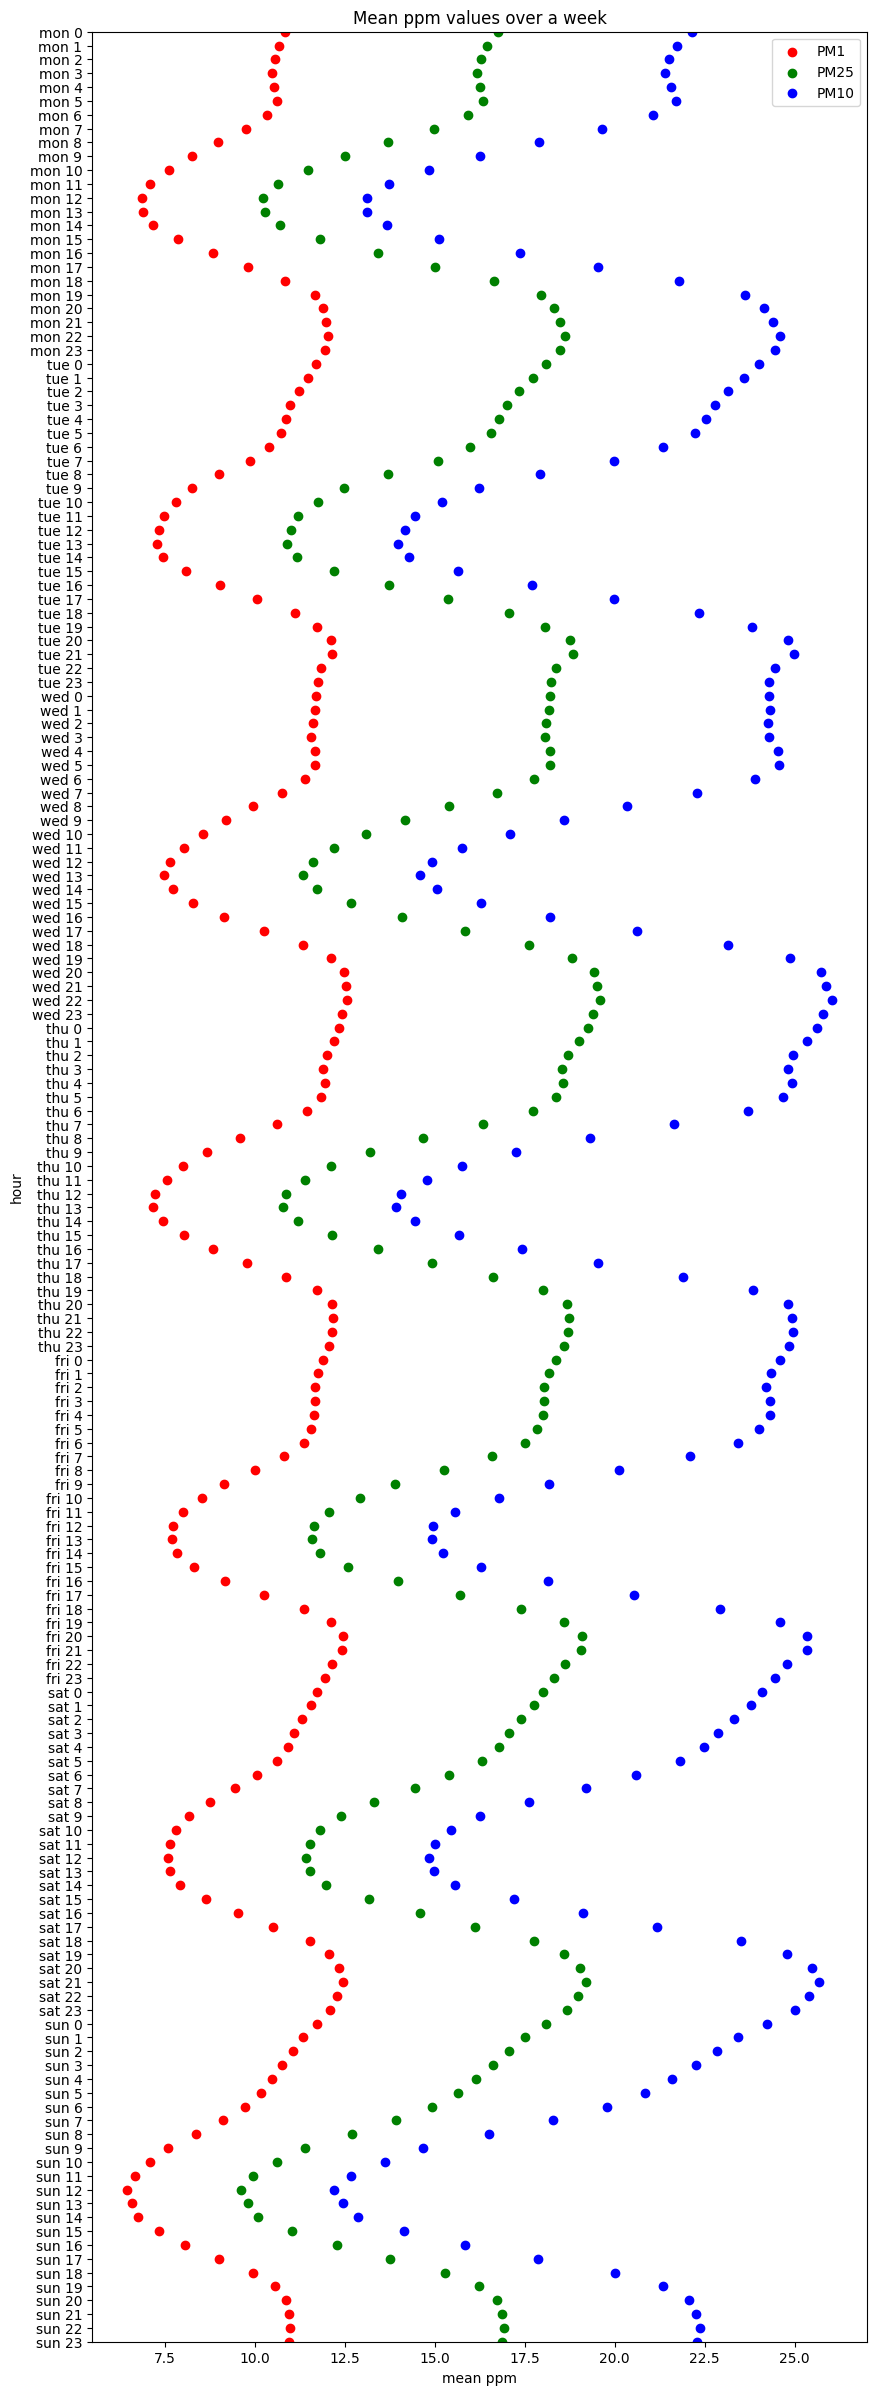 Mean ppm values over a week
PM1
PM25
PM10
mon 0
mon 1
mon 2
mon 3
mon 4
mon 5
mon 6
mon 7
mon 8
mon 9
mon 10
mon 11
mon 12
mon 13
mon 14
mon 15
mon 16
mon 17
mon 18
mon 19
mon 20
mon 21
mon 22
mon 23
tue 0
tue 1
tue 2
tue 3
tue 4
tue 5
tue 6
tue 7
tue 8
tue 9
tue 10
tue 11
tue 12
tue 13
tue 14
tue 15
tue 16
tue 17
tue 18
tue 19
tue 20
tue 21
tue 22
tue 23
wed 0
wed 1
wed 2
wed 3
wed 4
wed 5
wed 6
wed 7
wed 8
wed 9
wed 10
wed 11
wed 12
wed 13
wed 14
wed 15
wed 16
wed 17
wed 18
wed 19
wed 20
wed 21
wed 22
wed 23
thu 0
thu 1
thu 2
thu 3
thu 4
thu 5
thu 6
thu 7
thu 8
thu 9
thu 10
thu 11
thu 12
thu 13
thu 14
thu 15
thu 16
thu 17
thu 18
thu 19
thu 20
thu 21
thu 22
thu 23
fri 0
fri 1
fri 2
fri 3
fri 4
fri 5
fri 6
fri 7
fri 8
fri 9
fri 10
fri 11
fri 12
fri 13
fri 14
fri 15
fri 16
fri 17
fri 18
fri 19
fri 20
fri 21
fri 22
fri 23
sat 0
sat 1
sat 2
sat 3
sat 4
sat 5
sat 6
sat 7
sat 8
sat 9
sat 10
sat 11
sat 12
sat 13
sat 14
sat 15
sat 16
sat 17
sat 18
sat 19
sat 20
sat 21
sat 22
sat 23
sun 0
sun 1
sun 2
sun 3
sun 4
sun 5
sun 6
sun 7
sun 8
sun 9
sun 10
sun 11
sun 12
sun 13
sun 14
sun 15
sun 16
sun 17
sun 18
sun 19
sun 20
sun 21
sun 22
sun 23
hour
7.5 10.0 12.5 15.0 17.5 20.0 22.5 25.0
mean ppm